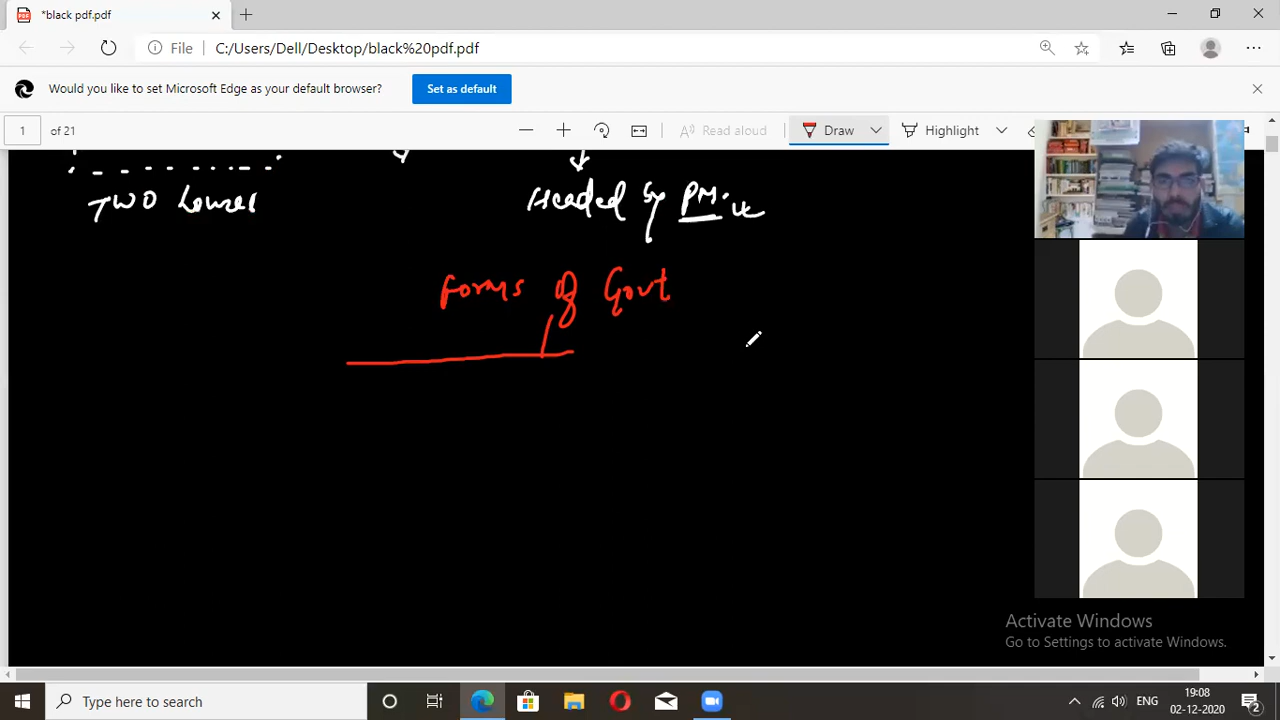 *black pdf.pdf
File C:/Users/Dell/Desktop/black%20pdf.pdf
Would you like to set Microsoft Edge as your default browser? Set as default
1 of 21 Read aloud Draw Highlight
TWO
Headed by PM.
Forms of Govt
Activate Windows
Go to Settings to activate Windows.
Type here to search
ENG
19:08
02-12-2020
2